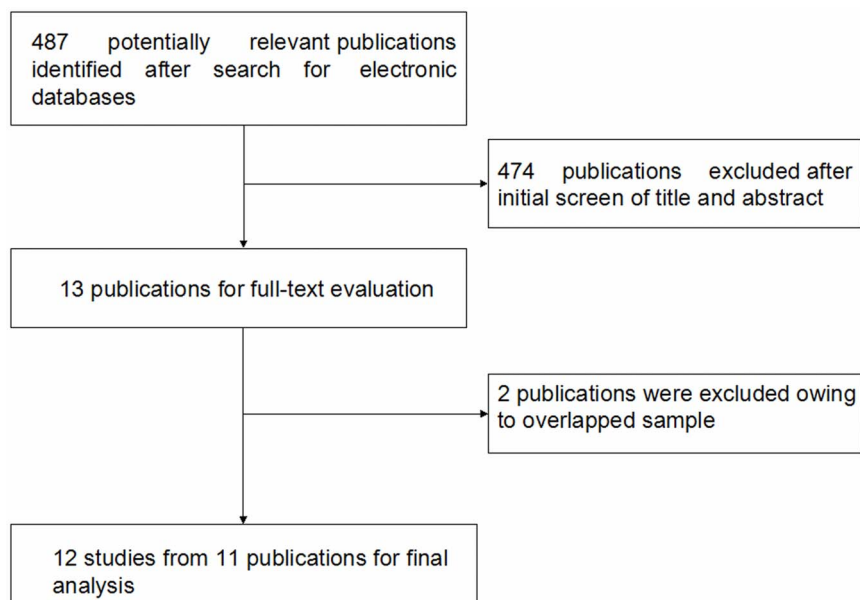 487 potentially relevant publications
identified after search for electronic
databases
474 publications excluded after
initial screen of title and abstract
13 publications for full-text evaluation
2 publications were excluded owing
to overlapped sample
12 studies from 11 publications for final
analysis